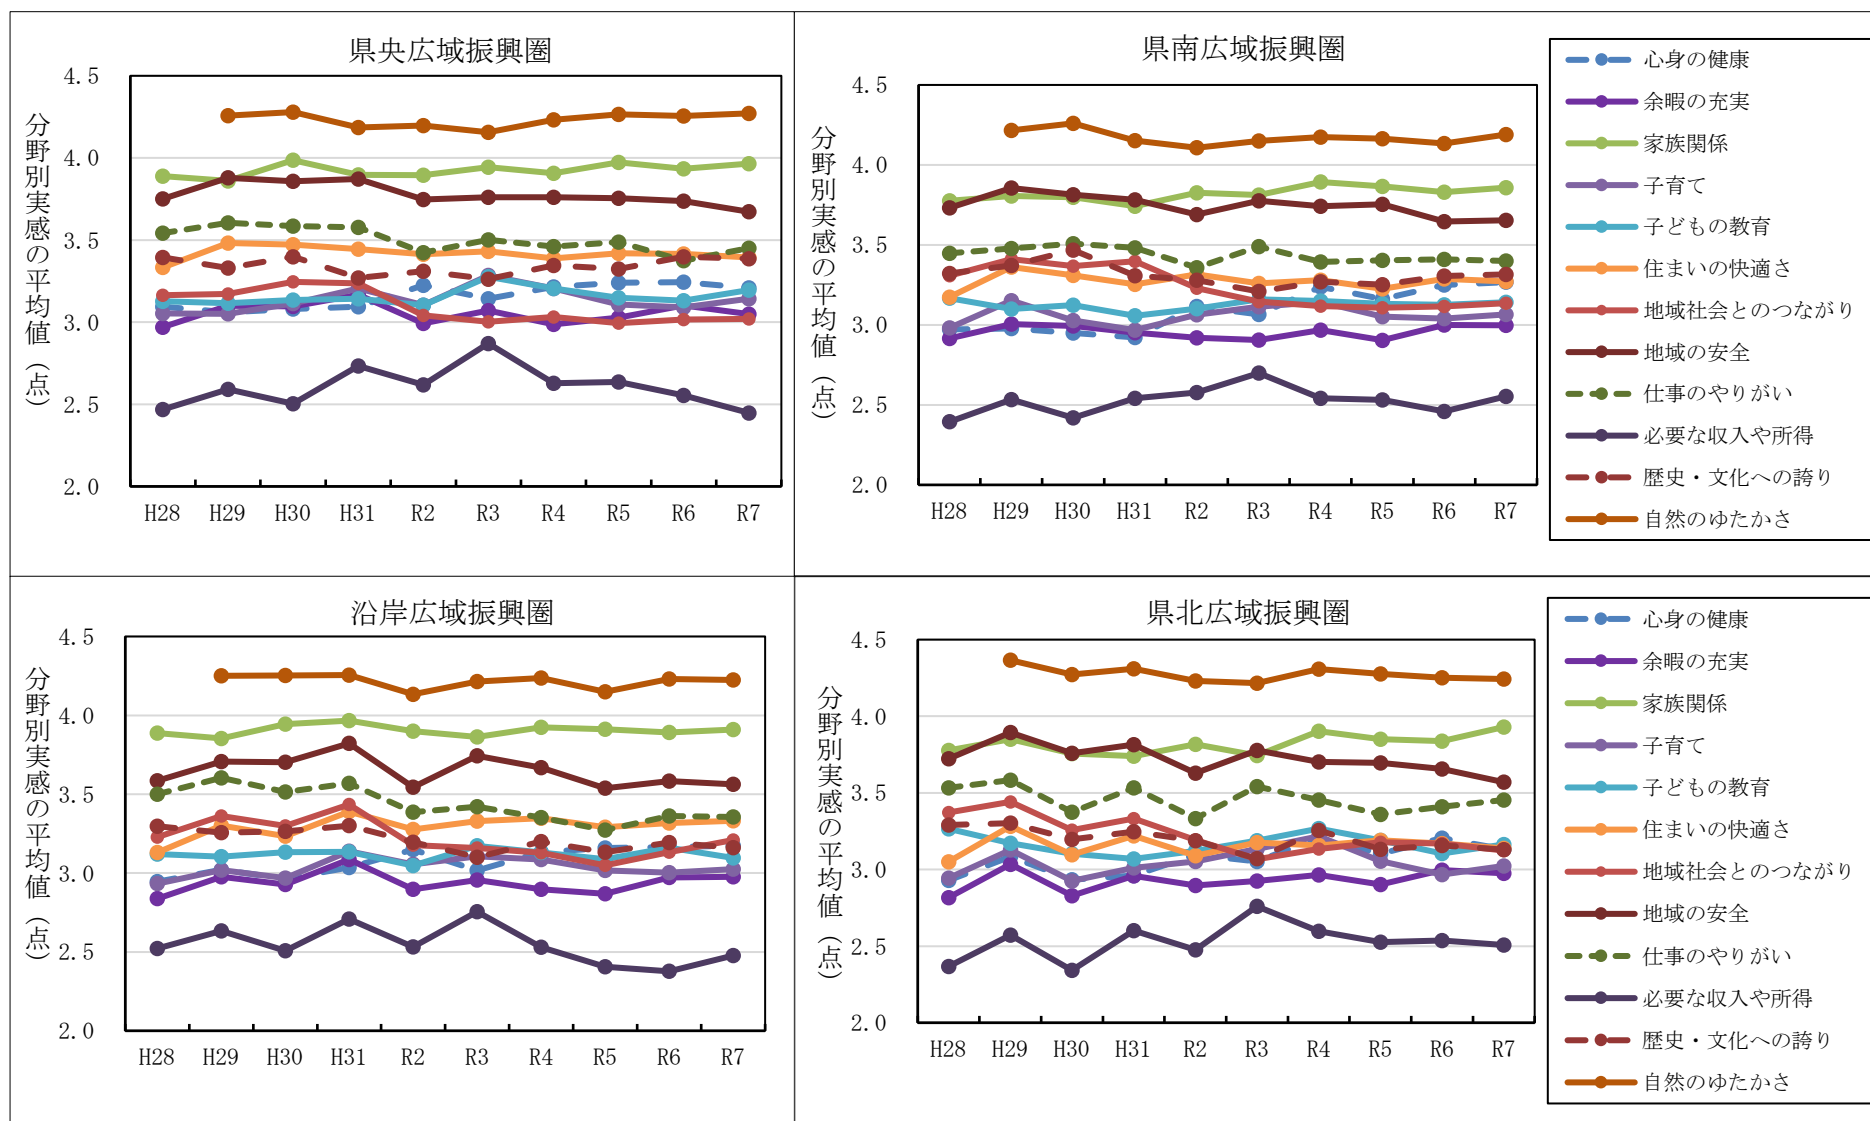 県央広域振興圏
分野別実感の平均値（点）
4.5
4.0
3.5
3.0
2.5
2.0
H28 H29 H30 H31 R2 R3 R4 R5 R6 R7
県南広域振興圏
分野別実感の平均値（点）
4.5
4.0
3.5
3.0
2.5
2.0
H28 H29 H30 H31 R2 R3 R4 R5 R6 R7
心身の健康
余暇の充実
家族関係
子育て
子どもの教育
住まいの快適さ
地域社会とのつながり
地域の安全
仕事のやりがい
必要な収入や所得
歴史・文化への誇り
自然のゆたかさ
沿岸広域振興圏
分野別実感の平均値（点）
4.5
4.0
3.5
3.0
2.5
2.0
H28 H29 H30 H31 R2 R3 R4 R5 R6 R7
県北広域振興圏
分野別実感の平均値（点）
4.5
4.0
3.5
3.0
2.5
2.0
H28 H29 H30 H31 R2 R3 R4 R5 R6 R7
心身の健康
余暇の充実
家族関係
子育て
子どもの教育
住まいの快適さ
地域社会とのつながり
地域の安全
仕事のやりがい
必要な収入や所得
歴史・文化への誇り
自然のゆたかさ